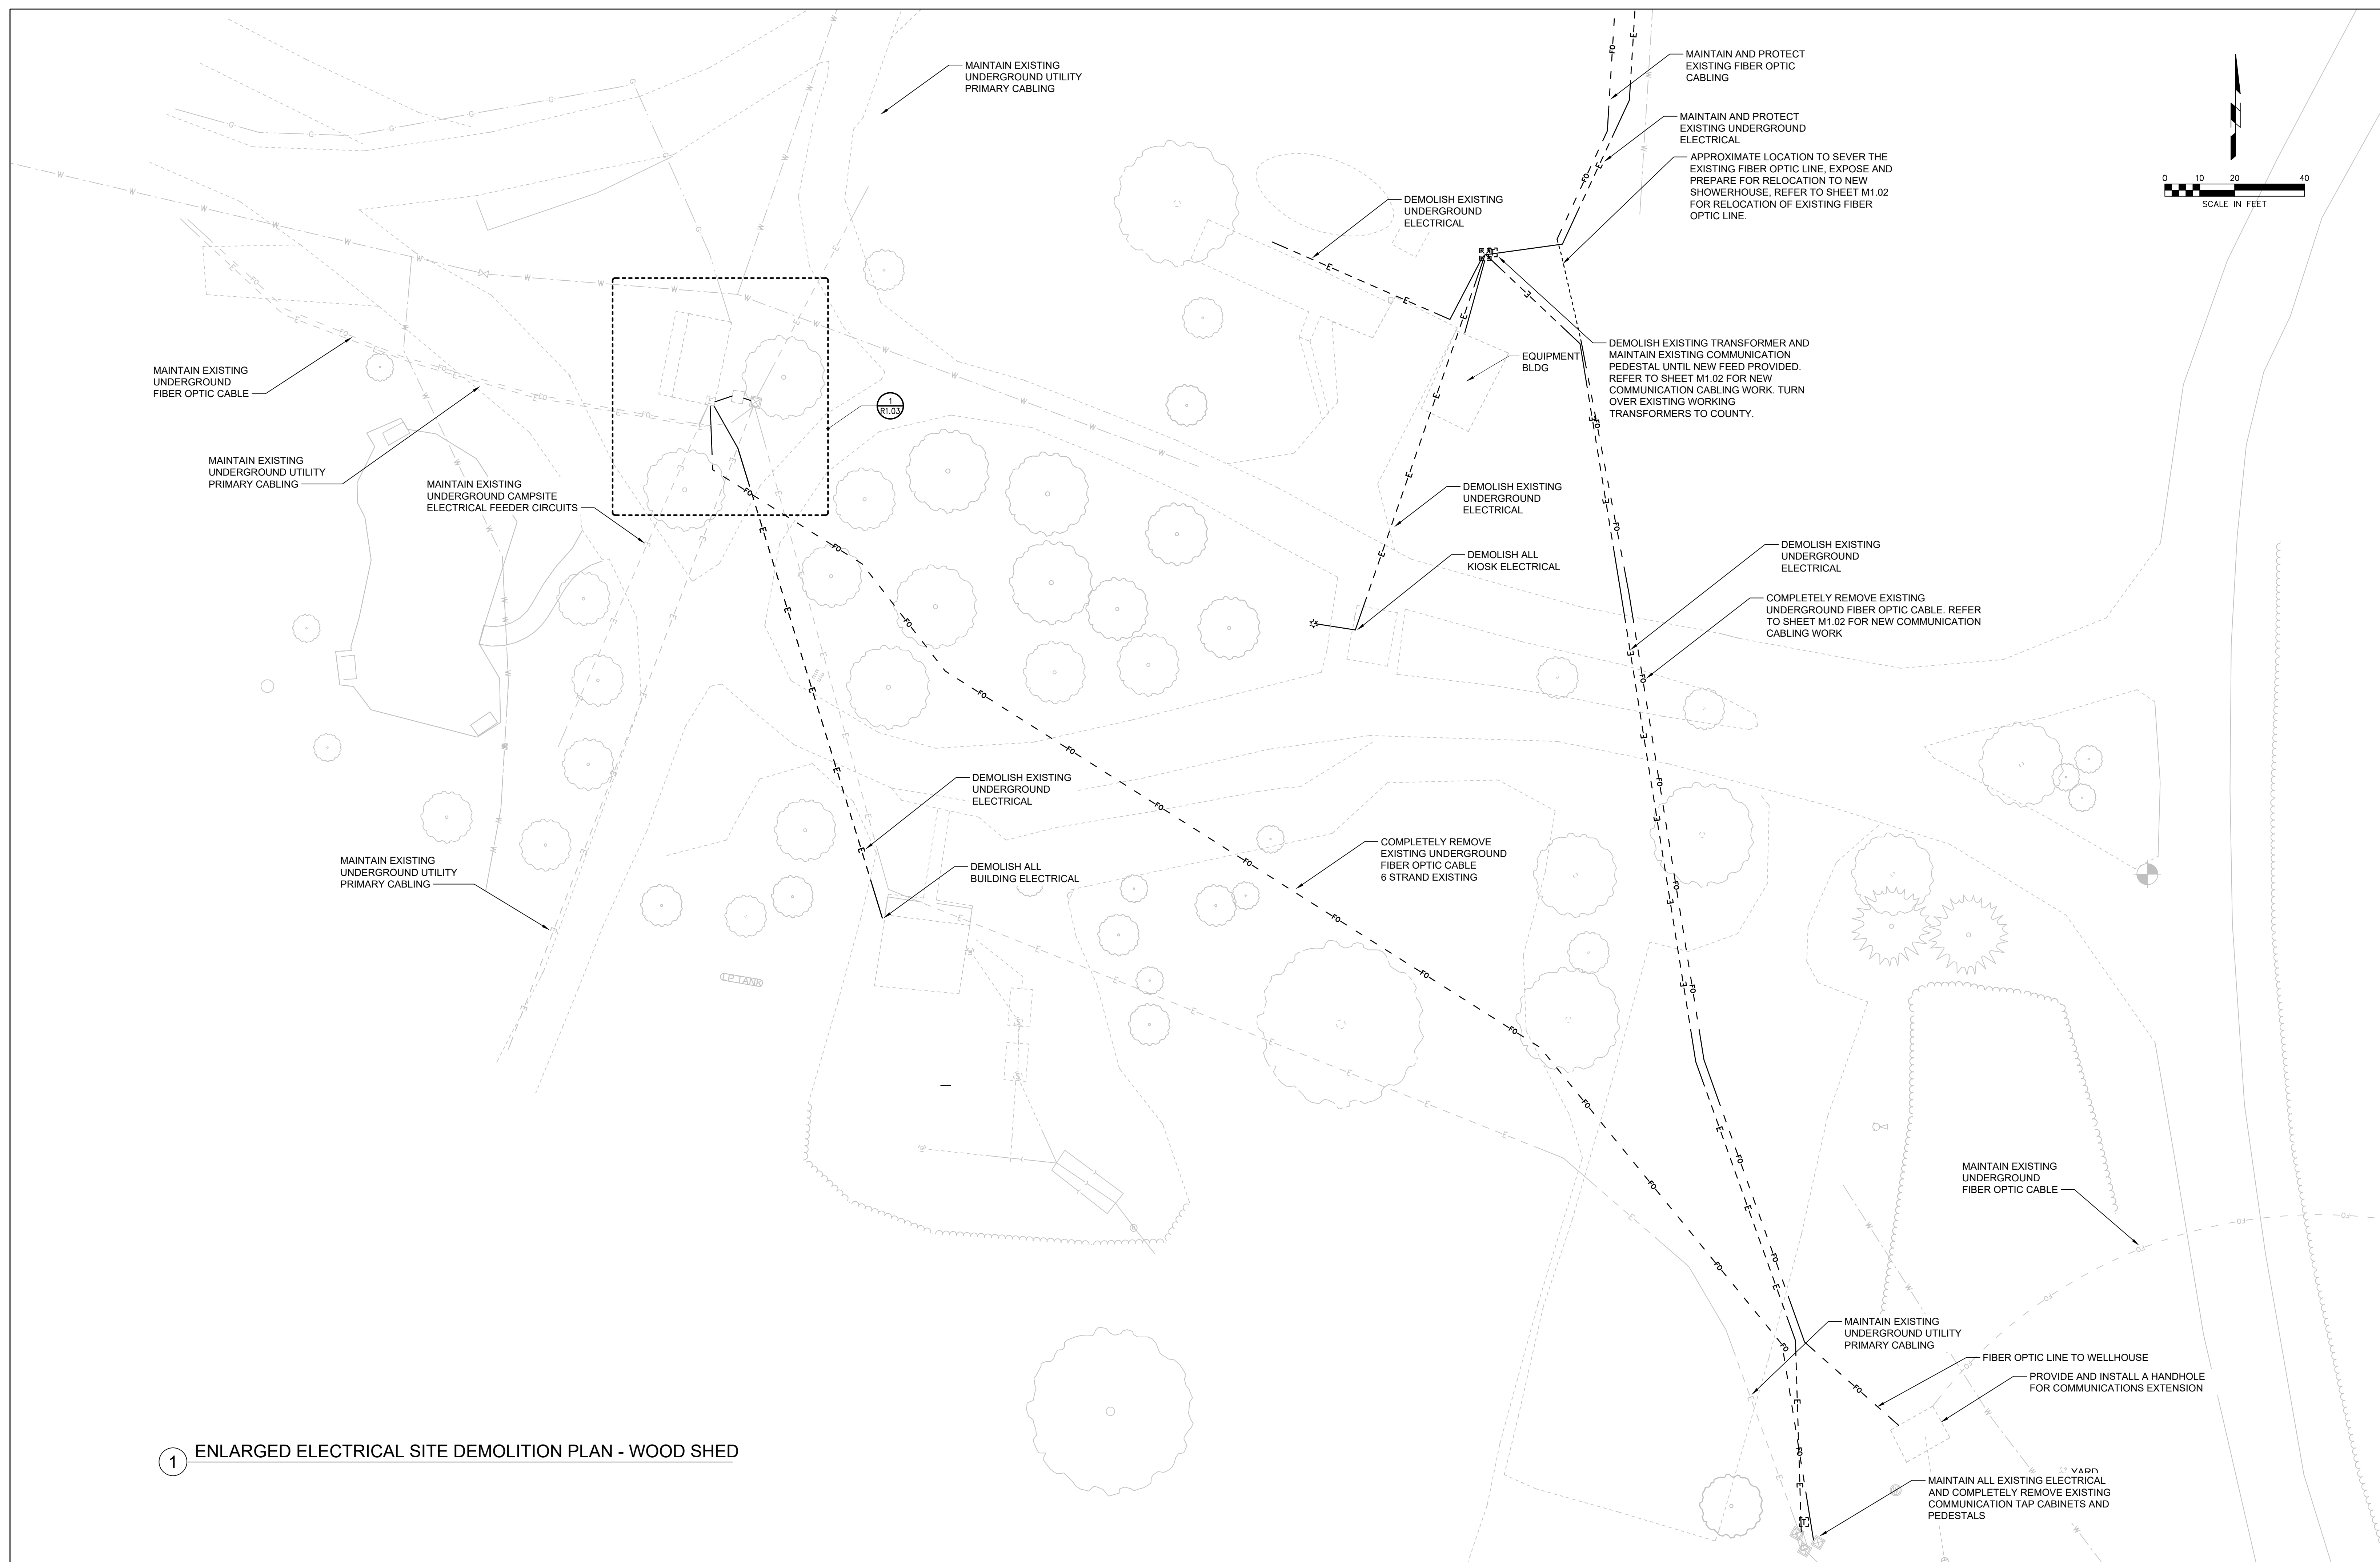 MAINTAIN EXISTING
UNDERGROUND UTILITY
PRIMARY CABLING
MAINTAIN AND PROTECT
EXISTING FIBER OPTIC
CABLING
MAINTAIN AND PROTECT
EXISTING UNDERGROUND
ELECTRICAL
APPROXIMATE LOCATION TO SEVER THE
EXISTING FIBER OPTIC LINE, EXPOSE AND
PREPARE FOR RELOCATION TO NEW
SHOWERHOUSE, REFER TO SHEET M1.02
FOR RELOCATION OF EXISTING FIBER
OPTIC LINE.
0 10 20 40
SCALE IN FEET
DEMOLISH EXISTING
UNDERGROUND
ELECTRICAL
DEMOLISH EXISTING TRANSFORMER AND
MAINTAIN EXISTING COMMUNICATION
PEDESTAL UNTIL NEW FEED PROVIDED.
REFER TO SHEET M1.02 FOR NEW
COMMUNICATION CABLING WORK. TURN
OVER EXISTING WORKING
TRANSFORMERS TO COUNTY.
EQUIPMENT
BLDG
MAINTAIN EXISTING
UNDERGROUND
FIBER OPTIC CABLE
1
R1.03
MAINTAIN EXISTING
UNDERGROUND UTILITY
PRIMARY CABLING
MAINTAIN EXISTING
UNDERGROUND CAMPSITE
ELECTRICAL FEEDER CIRCUITS
DEMOLISH EXISTING
UNDERGROUND
ELECTRICAL
DEMOLISH ALL
KIOSK ELECTRICAL
DEMOLISH EXISTING
UNDERGROUND
ELECTRICAL
COMPLETELY REMOVE EXISTING
UNDERGROUND FIBER OPTIC CABLE. REFER
TO SHEET M1.02 FOR NEW COMMUNICATION
CABLING WORK
DEMOLISH EXISTING
UNDERGROUND
ELECTRICAL
DEMOLISH ALL
BUILDING ELECTRICAL
COMPLETELY REMOVE
EXISTING UNDERGROUND
FIBER OPTIC CABLE
6 STRAND EXISTING
MAINTAIN EXISTING
UNDERGROUND UTILITY
PRIMARY CABLING
LP TANK
MAINTAIN EXISTING
UNDERGROUND
FIBER OPTIC CABLE
MAINTAIN EXISTING
UNDERGROUND UTILITY
PRIMARY CABLING
FIBER OPTIC LINE TO WELLHOUSE
PROVIDE AND INSTALL A HANDHOLE
FOR COMMUNICATIONS EXTENSION
YARD
MAINTAIN ALL EXISTING ELECTRICAL
AND COMPLETELY REMOVE EXISTING
COMMUNICATION TAP CABINETS AND
PEDESTALS
1 ENLARGED ELECTRICAL SITE DEMOLITION PLAN - WOOD SHED